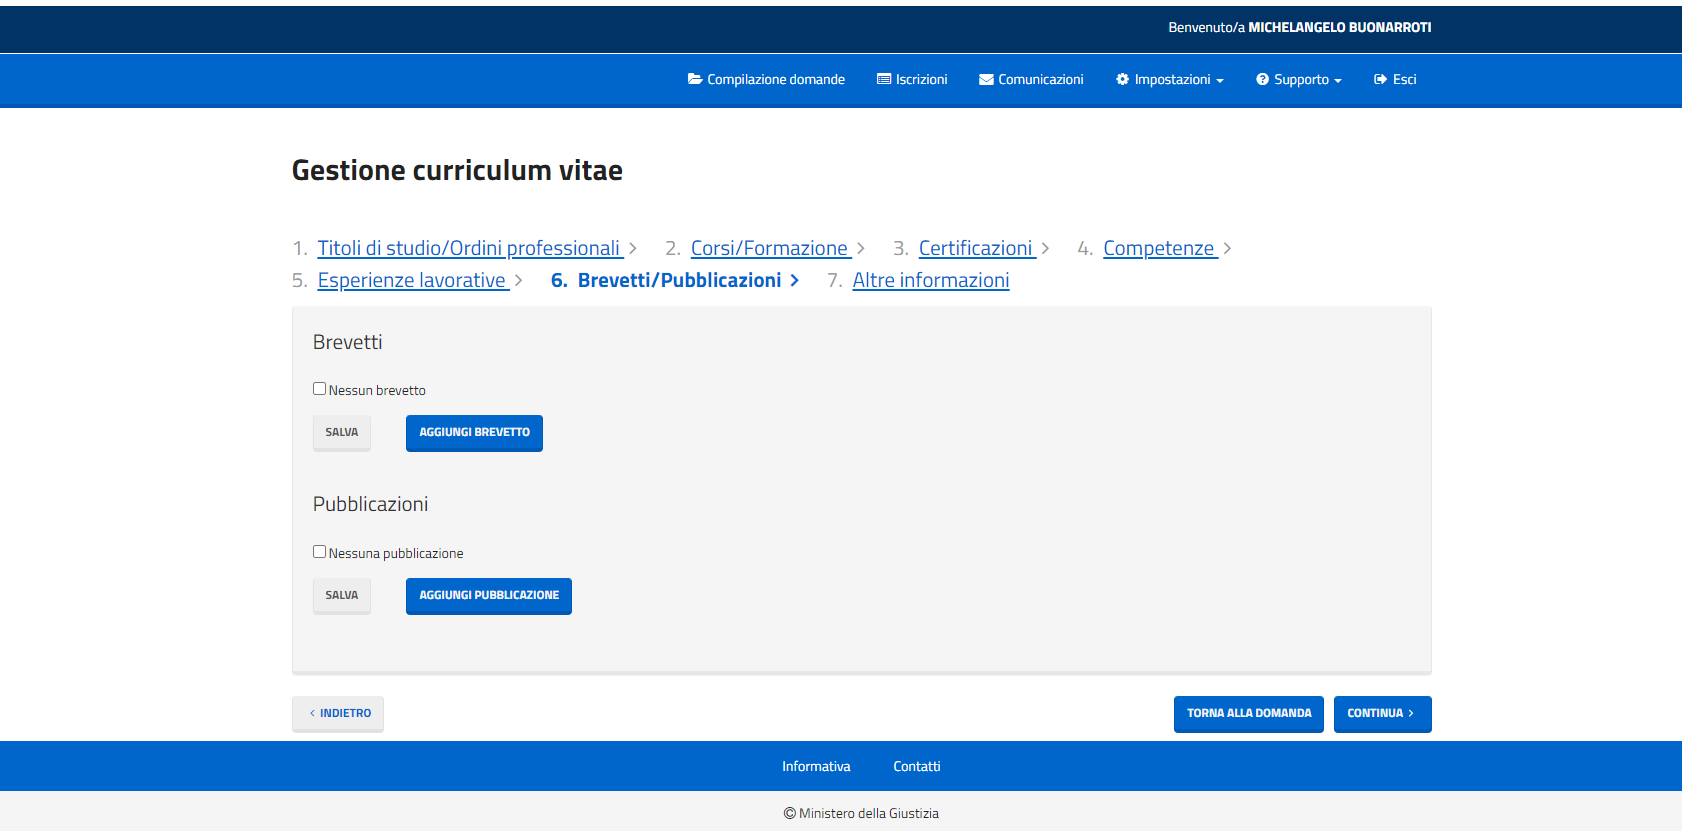 Benvenuto/a MICHELANGELO BUONARROTI
Compilazione domande Iscrizioni Comunicazioni Impostazioni Supporto Esci
Gestione curriculum vitae
1. Titoli di studio/Ordini professionali > 2. Corsi/Formazione > 3. Certificazioni > 4. Competenze >
5. Esperienze lavorative > 6. Brevetti/Pubblicazioni > 7. Altre informazioni
Brevetti
Nessun brevetto
SALVA AGGIUNGI BREVETTO
Pubblicazioni
Nessuna pubblicazione
SALVA AGGIUNGI PUBBLICAZIONE
< INDIETRO TORNA ALLA DOMANDA CONTINUA >
Informativa Contatti
© Ministero della Giustizia